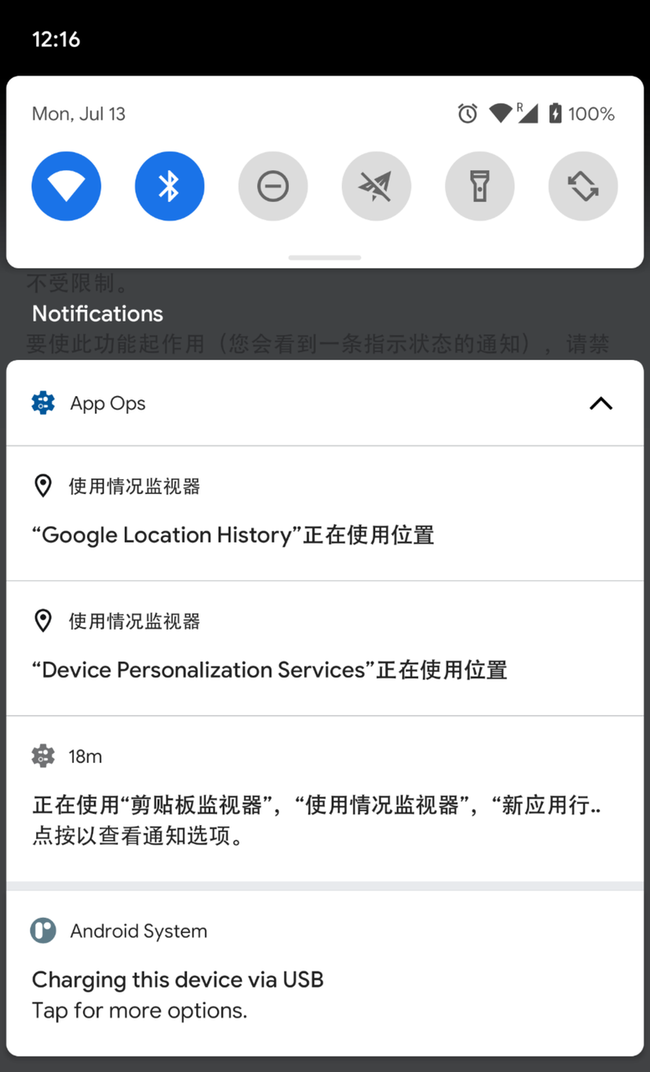 12:16
Mon, Jul 13
R
100%
不受限制。
Notifications
要使此功能起作用（您会看到一条指示状态的通知），请禁
App Ops
使用情况监视器
“Google Location History”正在使用位置
使用情况监视器
“Device Personalization Services”正在使用位置
18m
正在使用“剪贴板监视器”，“使用情况监视器”，“新应用行..
点按以查看通知选项。
Android System
Charging this device via USB
Tap for more options.